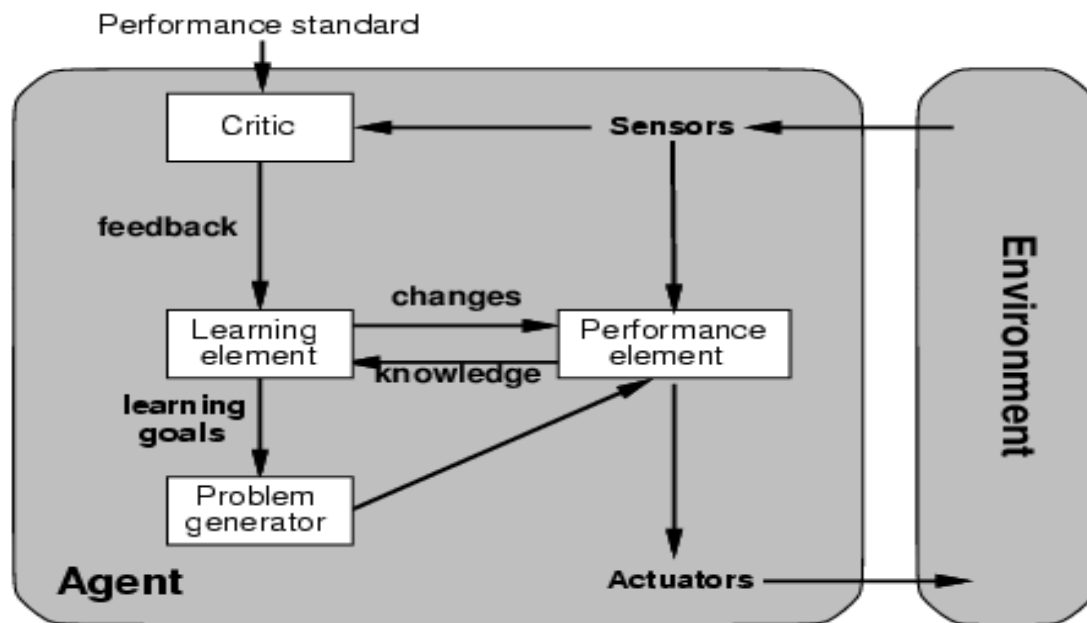 Performance standard
Critic
Sensors
feedback
changes
Learning
element
Performance
element
knowledge
learning
goals
Problem
generator
Agent
Actuators
Environment